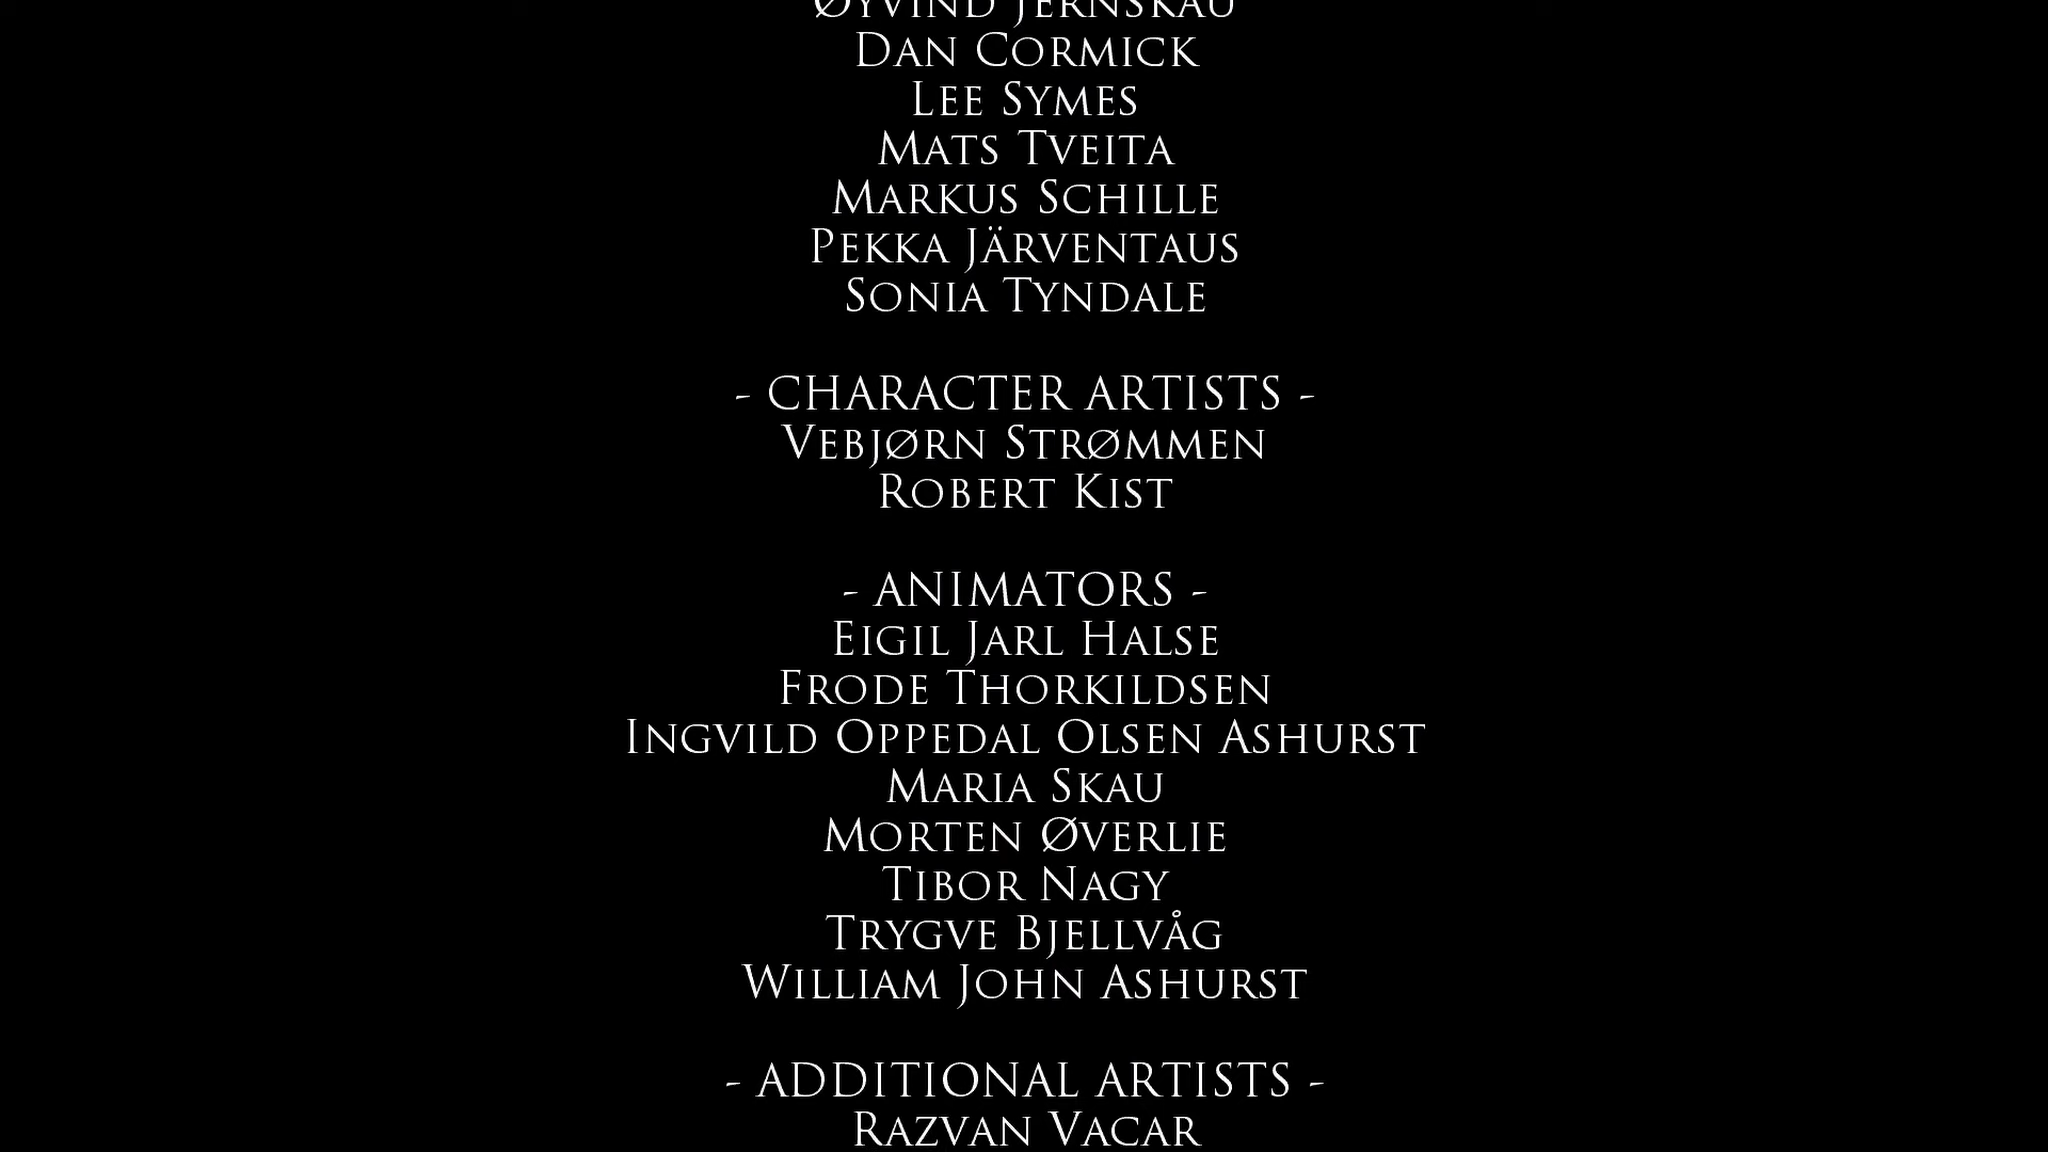 Øyvind Jernskau
Dan Cormick
Lee Symes
Mats Tveita
Markus Schille
Pekka Järventaus
Sonia Tyndale
- CHARACTER ARTISTS -
Vebjørn Strømmen
Robert Kist
- ANIMATORS -
Eigil Jarl Halse
Frode Thorkildsen
Ingvild Oppedal Olsen Ashurst
Maria Skau
Morten Øverlie
Tibor Nagy
Trygve Bjellvåg
William John Ashurst
- ADDITIONAL ARTISTS -
Razvan Vacar